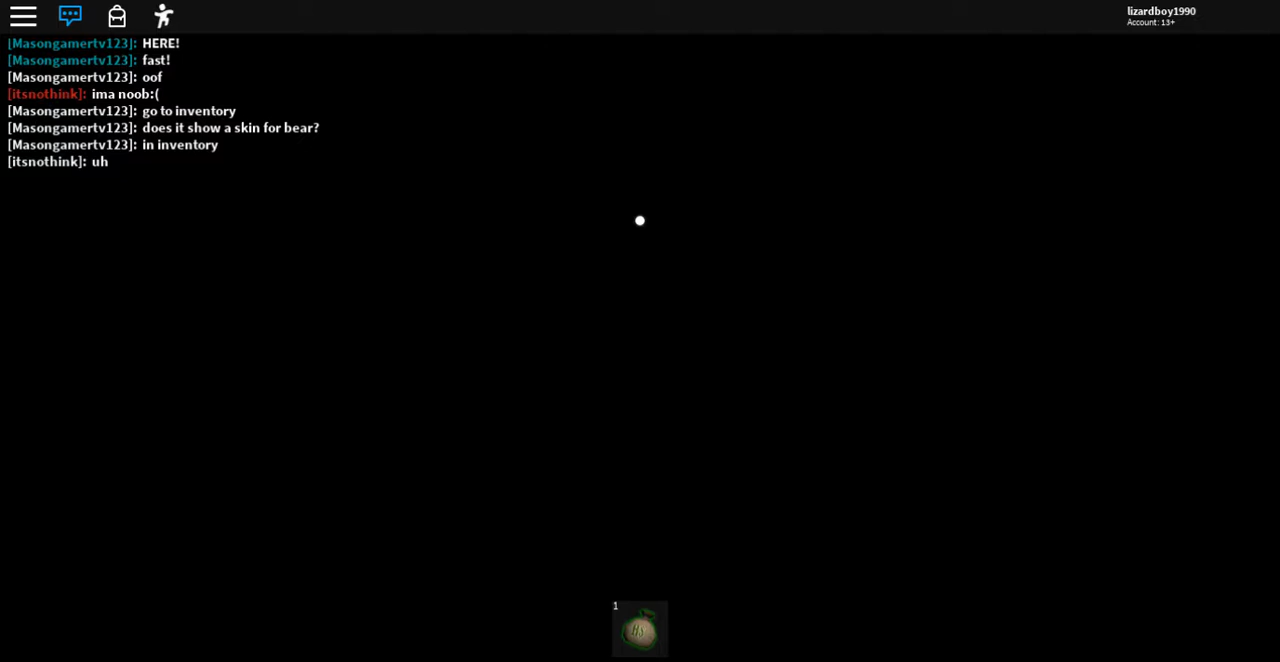 lizardboy1990
Account: 13+
[Masongamertv123]: HERE!
[Masongamertv123]: fast!
[Masongamertv123]: oof
[itsnothink]: ima noob:(
[Masongamertv123]: go to inventory
[Masongamertv123]: does it show a skin for bear?
[Masongamertv123]: in inventory
[itsnothink]: uh
1